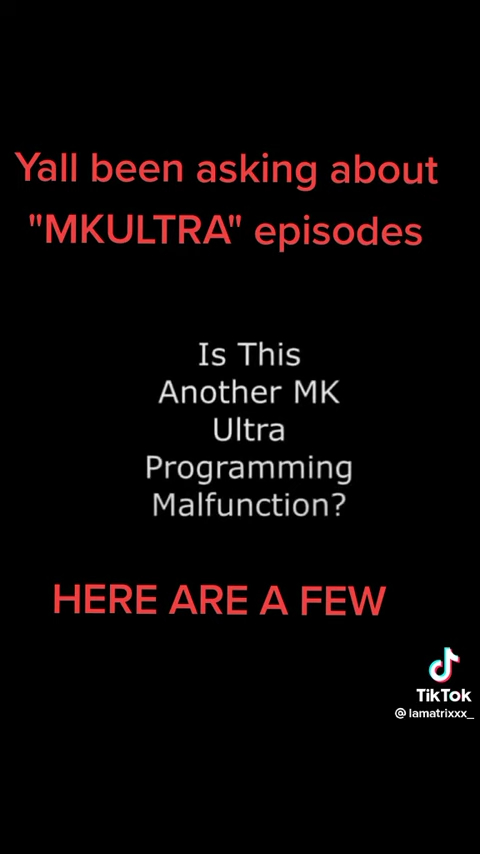 Yall been asking about
"MKULTRA" episodes
Is This
Another MK
Ultra
Programming
Malfunction?
HERE ARE A FEW
TikTok
@lamatrixxx_